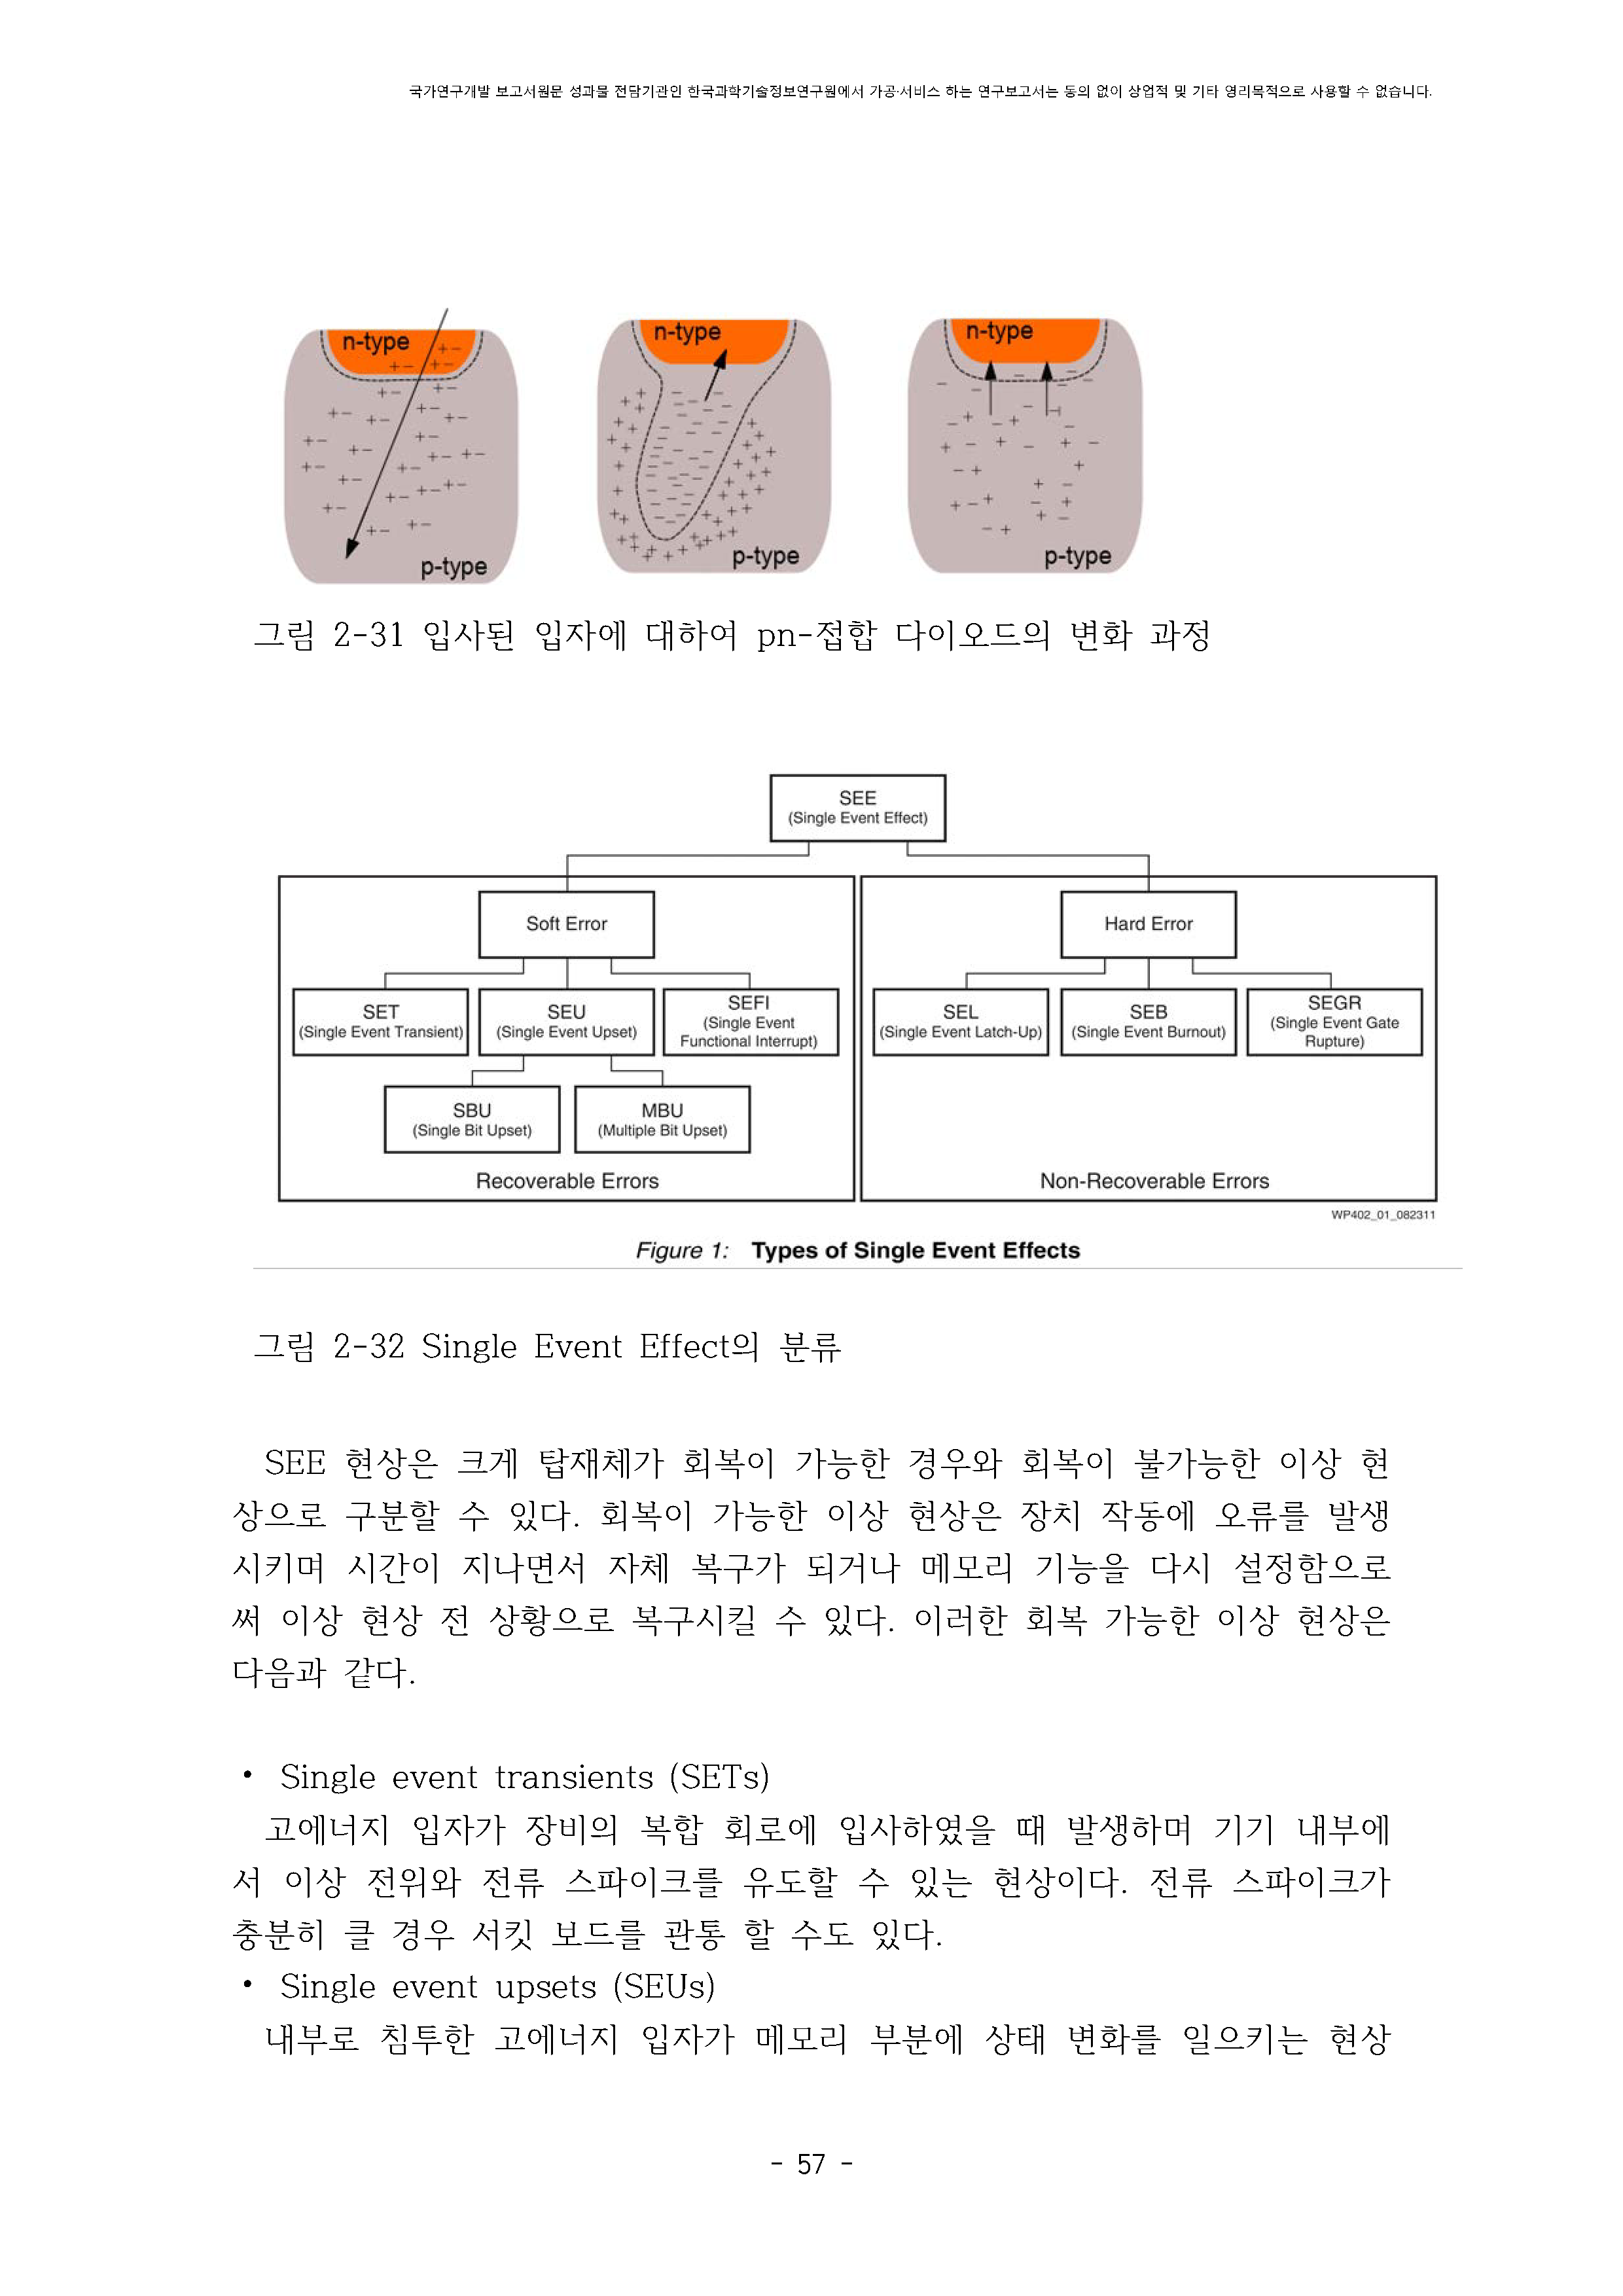 국가연구개발 보고서원문 성과물 전담기관인 한국과학기술정보연구원에서 가공·서비스 하는 연구보고서는 동의 없이 상업적 및 기타 영리목적으로 사용할 수 없습니다.
n-type
p-type
n-type
p-type
n-type
p-type
그림 2-31 입사된 입자에 대하여 pn-접합 다이오드의 변화 과정
SEE
(Single Event Effect)
Soft Error
Hard Error
SET
(Single Event Transient)
SEU
(Single Event Upset)
SEFI
(Single Event
Functional Interrupt)
SEL
(Single Event Latch-Up)
SEB
(Single Event Burnout)
SEGR
(Single Event Gate
Rupture)
SBU
(Single Bit Upset)
MBU
(Multiple Bit Upset)
Recoverable Errors
Non-Recoverable Errors
WP402_01_082311
Figure 1: Types of Single Event Effects
그림 2-32 Single Event Effect의 분류
SEE 현상은 크게 탑재체가 회복이 가능한 경우와 회복이 불가능한 이상 현
상으로 구분할 수 있다. 회복이 가능한 이상 현상은 장치 작동에 오류를 발생
시키며 시간이 지나면서 자체 복구가 되거나 메모리 기능을 다시 설정함으로
써 이상 현상 전 상황으로 복구시킬 수 있다. 이러한 회복 가능한 이상 현상은
다음과 같다.
• Single event transients (SETs)
고에너지 입자가 장비의 복합 회로에 입사하였을 때 발생하며 기기 내부에
서 이상 전위와 전류 스파이크를 유도할 수 있는 현상이다. 전류 스파이크가
충분히 클 경우 서킷 보드를 관통 할 수도 있다.
• Single event upsets (SEUs)
내부로 침투한 고에너지 입자가 메모리 부분에 상태 변화를 일으키는 현상
- 57 -